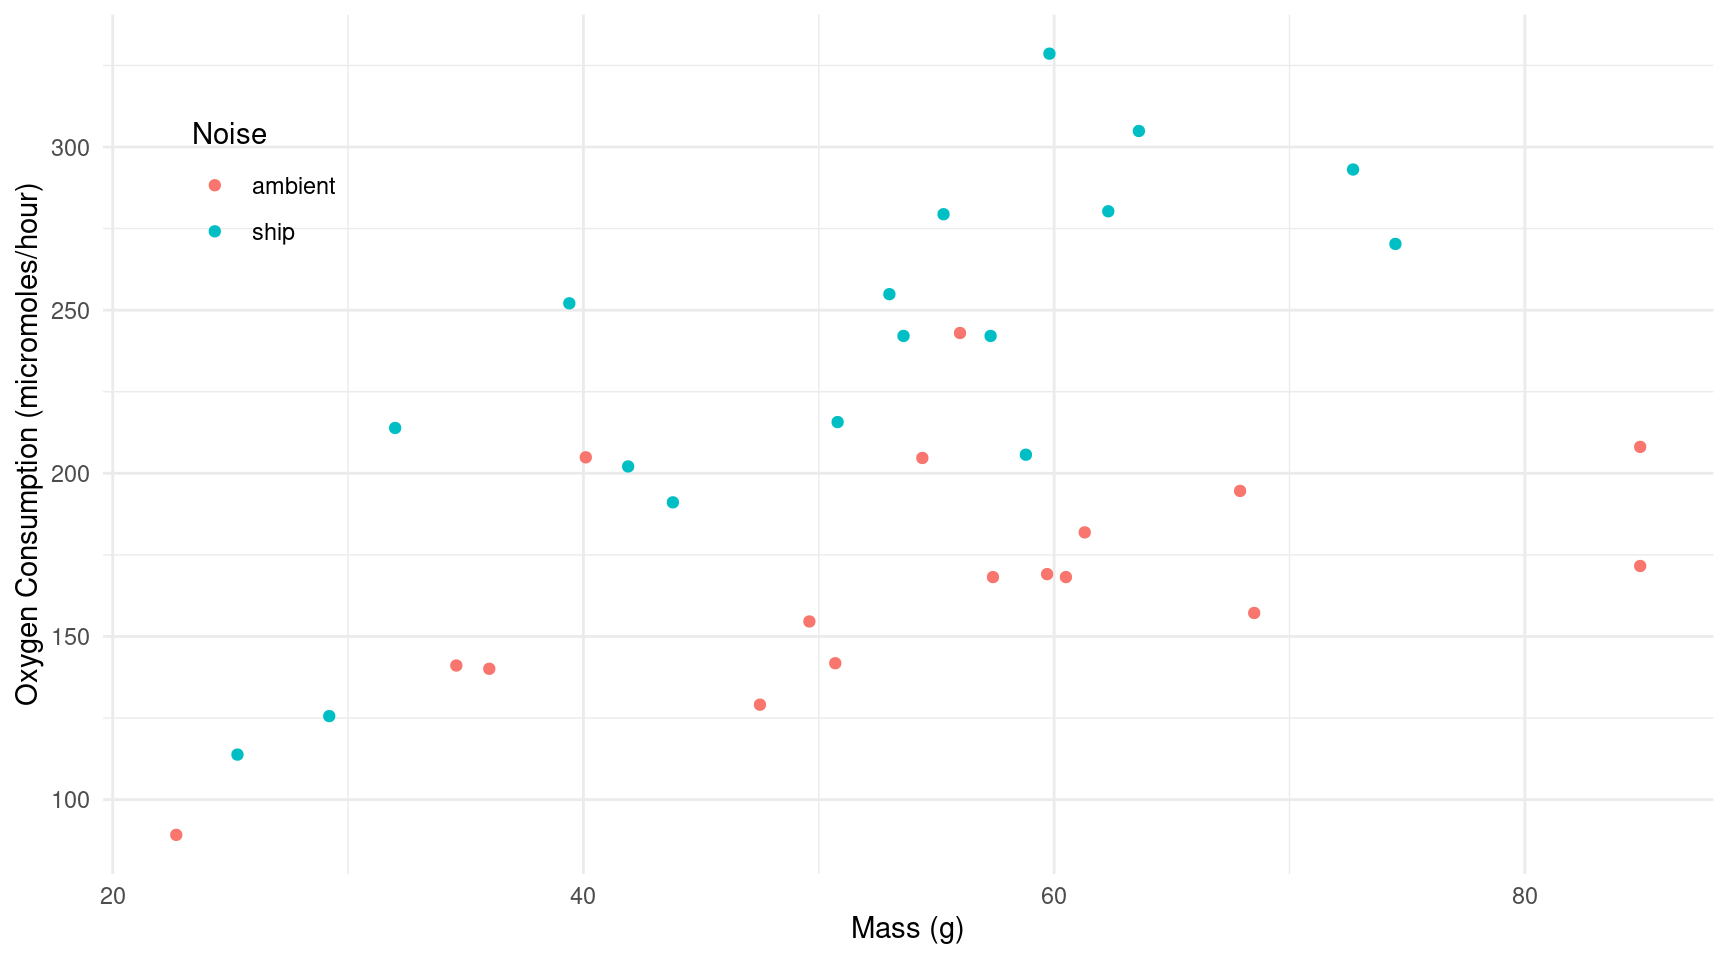 Noise
ambient
ship
Oxygen Consumption (micromoles/hour)
300
250
200
150
100
20 40 60 80
Mass (g)